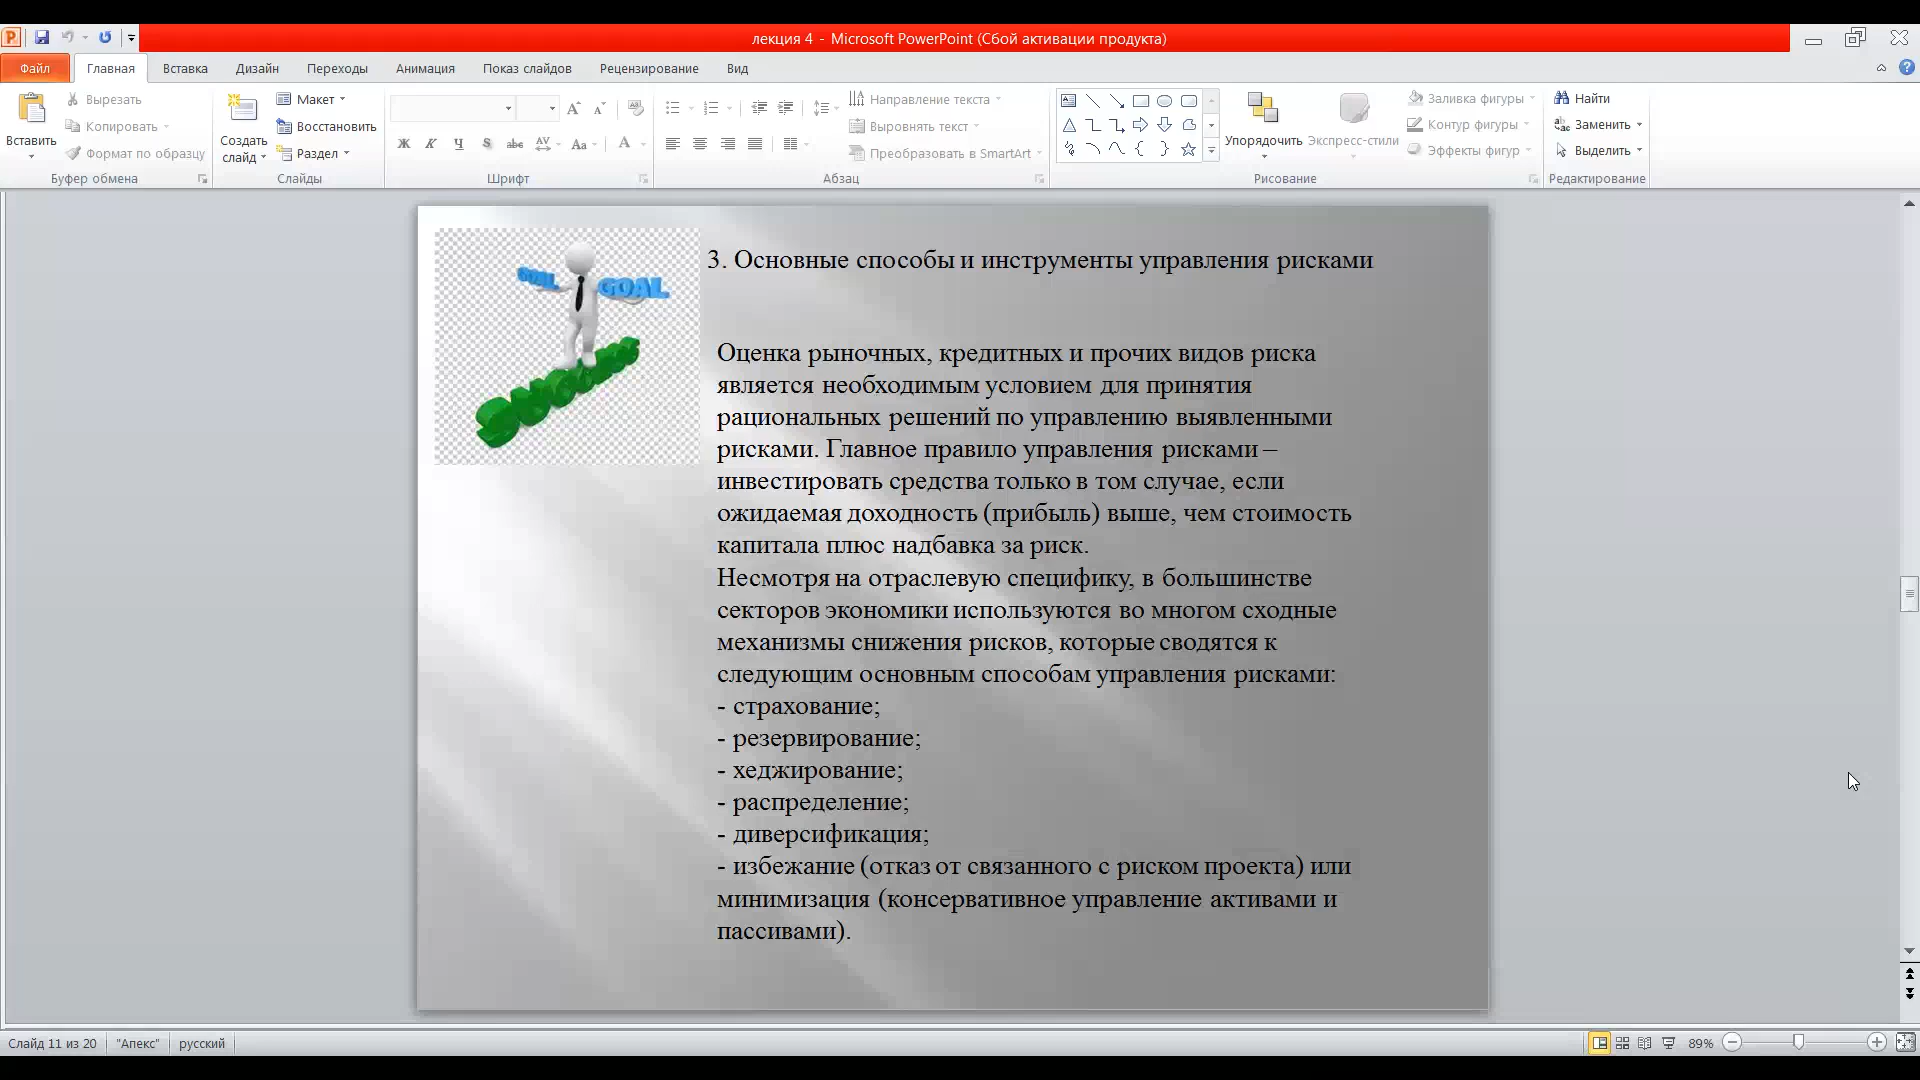 лекция 4 - Microsoft PowerPoint (Сбой активации продукта)
Файл Главная Вставка Дизайн Переходы Анимация Показ слайдов Рецензирование Вид
Вставить
Вырезать
Копировать
Формат по образцу
Буфер обмена
Создать слайд
Макет
Восстановить
Раздел
Слайды
Ж К Ч S abc AV Aa A
Шрифт
Направление текста
Выровнять текст
Преобразовать в SmartArt
Абзац
Упорядочить
Экспресс-стили
Заливка фигуры
Контур фигуры
Эффекты фигур
Рисование
Найти
Заменить
Выделить
Редактирование
GOAL GOAL
3. Основные способы и инструменты управления рисками
Оценка рыночных, кредитных и прочих видов риска
является необходимым условием для принятия
рациональных решений по управлению выявленными
рисками. Главное правило управления рисками –
инвестировать средства только в том случае, если
ожидаемая доходность (прибыль) выше, чем стоимость
капитала плюс надбавка за риск.
Несмотря на отраслевую специфику, в большинстве
секторов экономики используются во многом сходные
механизмы снижения рисков, которые сводятся к
следующим основным способам управления рисками:
- страхование;
- резервирование;
- хеджирование;
- распределение;
- диверсификация;
- избежание (отказ от связанного с риском проекта) или
минимизация (консервативное управление активами и
пассивами).
Слайд 11 из 20 "Апекс" русский 89%